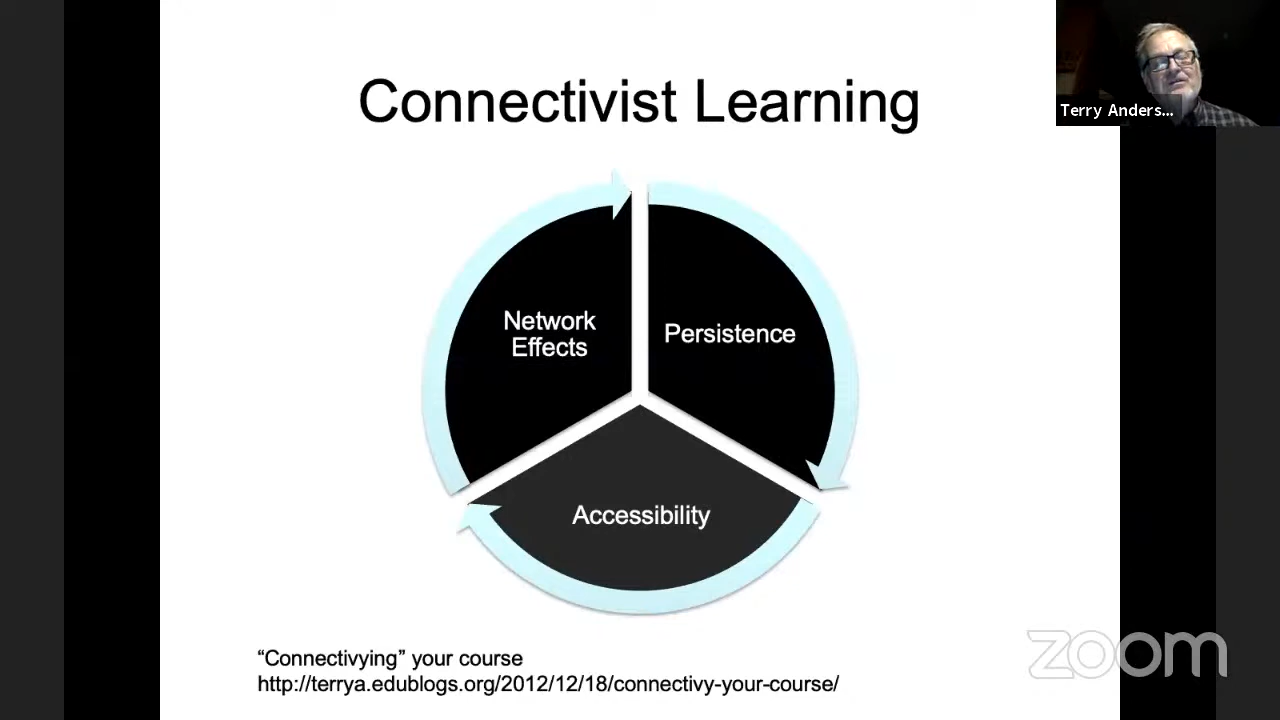 Connectivist Learning
Terry Anders...
Network
Effects
Persistence
Accessibility
“Connectivying” your course
http://terrya.edublogs.org/2012/12/18/connectivy-your-course/
zoom